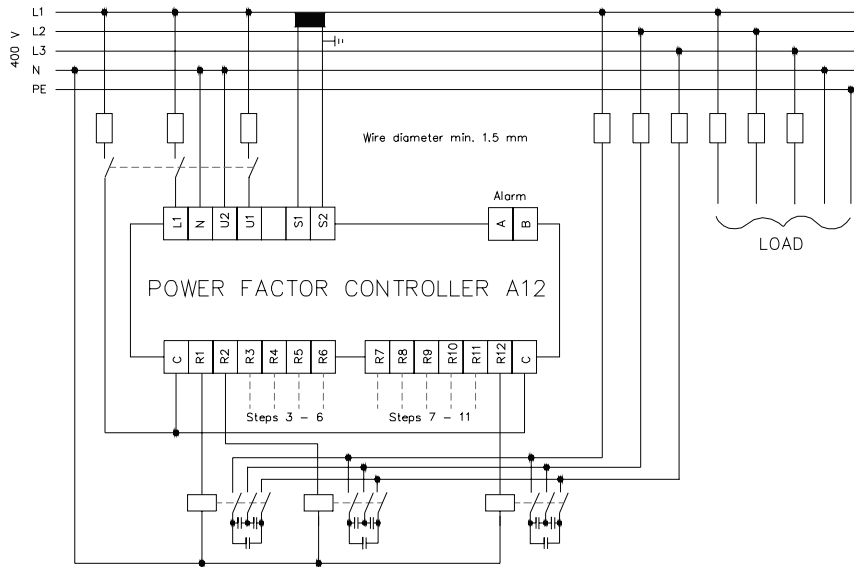 L1
L2
400 V
L3
N
PE
Wire diameter min. 1.5 mm
Alarm
L1 N U2 U1 S1 S2 A B
LOAD
POWER FACTOR CONTROLLER A12
C R1 R2 R3 R4 R5 R6 R7 R8 R9 R10 R11 R12 C
Steps 3 - 6 Steps 7 - 11